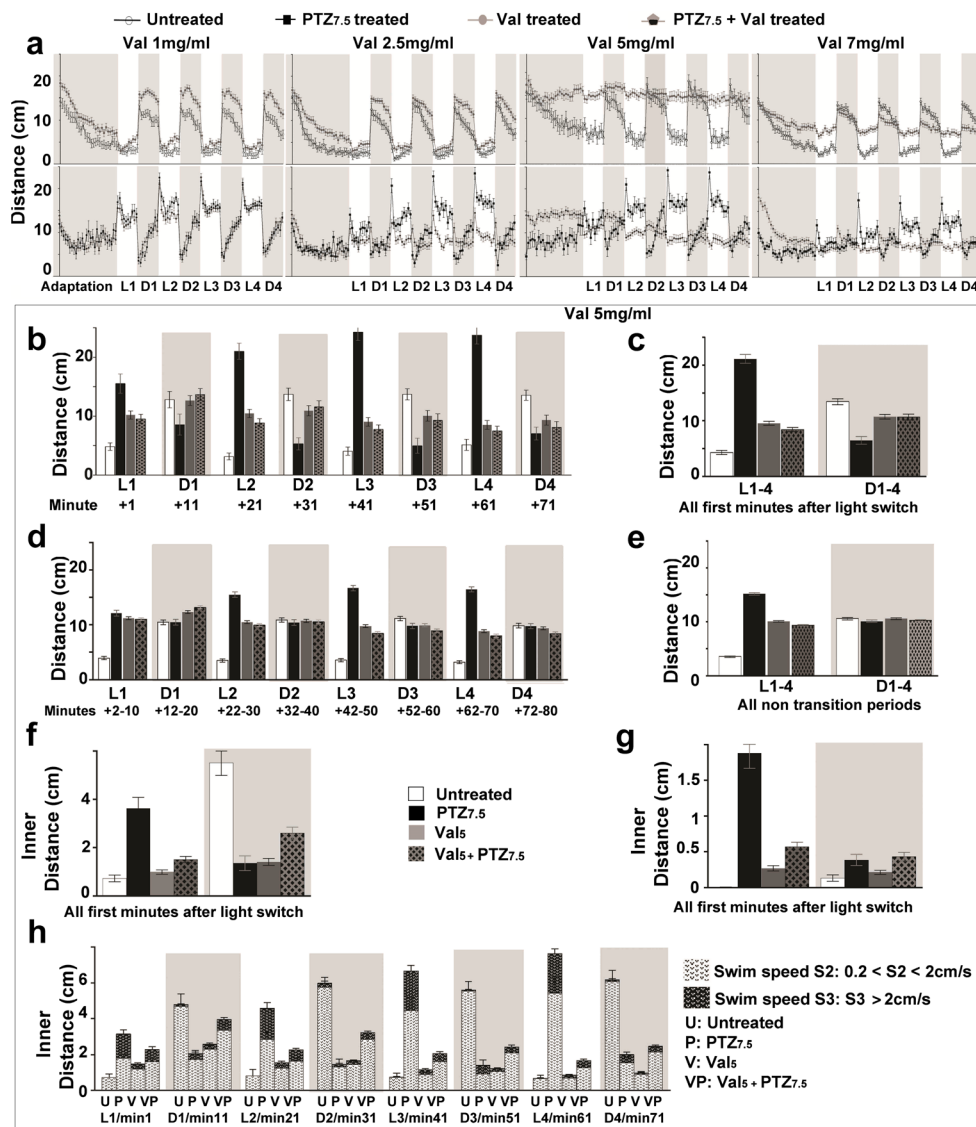 Untreated PTZ7.5 treated Val treated PTZ7.5 + Val treated
a Val 1mg/ml Val 2.5mg/ml Val 5mg/ml Val 7mg/ml
Distance (cm)
20
10
0
Distance (cm)
20
10
0
Adaptation L1 D1 L2 D2 L3 D3 L4 D4 L1 D1 L2 D2 L3 D3 L4 D4 L1 D1 L2 D2 L3 D3 L4 D4 L1 D1 L2 D2 L3 D3 L4 D4
Val 5mg/ml
b
Distance (cm)
20
10
0
L1 D1 L2 D2 L3 D3 L4 D4
Minute +1 +11 +21 +31 +41 +51 +61 +71
c
Distance (cm)
20
10
0
L1-4 D1-4
All first minutes after light switch
d
Distance (cm)
20
10
0
L1 D1 L2 D2 L3 D3 L4 D4
Minutes +2-10 +12-20 +22-30 +32-40 +42-50 +52-60 +62-70 +72-80
e
Distance (cm)
20
10
0
L1-4 D1-4
All non transition periods
f
Inner
Distance (cm)
4
2
0
All first minutes after light switch
Untreated
PTZ7.5
Val5
Val5 + PTZ7.5
g
Inner
Distance (cm)
1.5
1
0.5
0
All first minutes after light switch
h
Inner
Distance (cm)
6
4
2
0
U P V VP U P V VP U P V VP U P V VP U P V VP U P V VP U P V VP U P V VP
L1/min1 D1/min11 L2/min21 D2/min31 L3/min41 D3/min51 L4/min61 D4/min71
Swim speed S2: 0.2 < S2 < 2cm/s
Swim speed S3: S3 > 2cm/s
U: Untreated
P: PTZ7.5
V: Val5
VP: Val5 + PTZ7.5